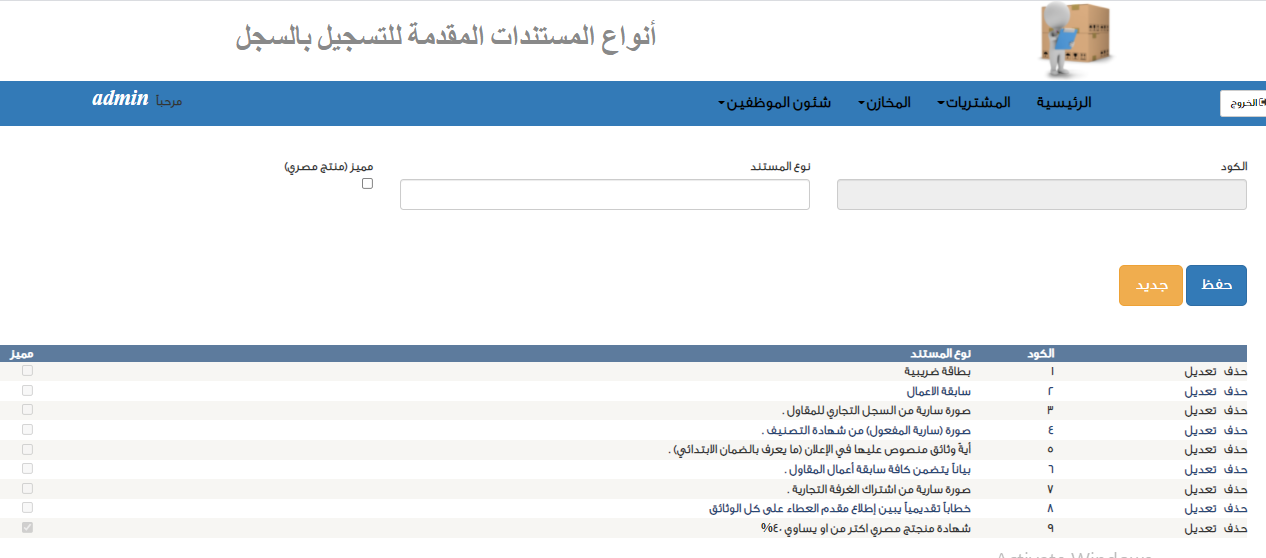 أنواع المستندات المقدمة للتسجيل بالسجل
الخروج الرئيسية المشتريات المخازن شئون الموظفين مرحباً admin
الكود نوع المستند مميز (منتج مصري)
حفظ جديد
الكود نوع المستند مميز
حذف تعديل ١ بطاقة ضريبية
حذف تعديل ٢ سابقة الاعمال
حذف تعديل ٣ صورة سارية من السجل التجاري للمقاول .
حذف تعديل ٤ صورة (سارية المفعول) من شهادة التصنيف .
حذف تعديل ٥ أية وثائق منصوص عليها في الإعلان (ما يعرف بالضمان الابتدائي) .
حذف تعديل ٦ بياناً يتضمن كافة سابقة أعمال المقاول .
حذف تعديل ٧ صورة سارية من اشتراك الغرفة التجارية .
حذف تعديل ٨ خطاباً تقديمياً يبين إطلاع مقدم العطاء على كل الوثائق
حذف تعديل ٩ شهادة منجتج مصري اكتر من او يساوي ٤٠%
Activate Windows